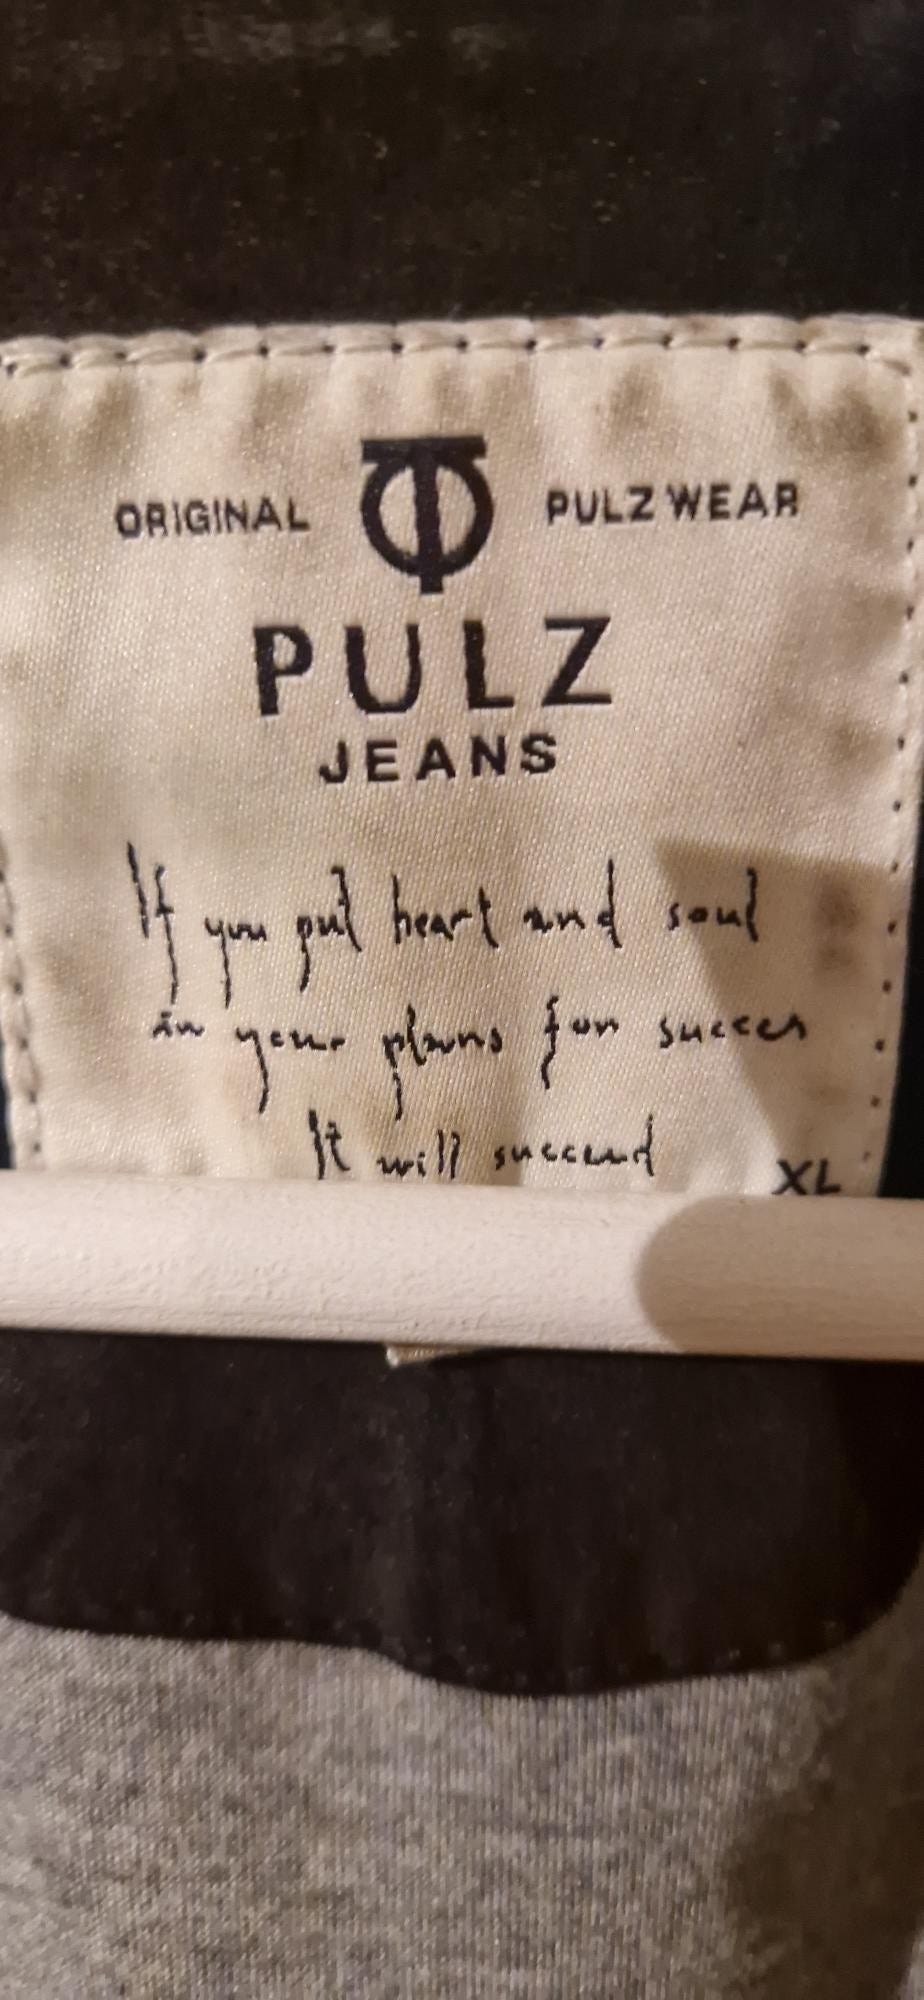 ORIGINAL PULZ WEAR
PULZ
JEANS
If you put heart and soul
in your plans for succes
It will succeed
XL